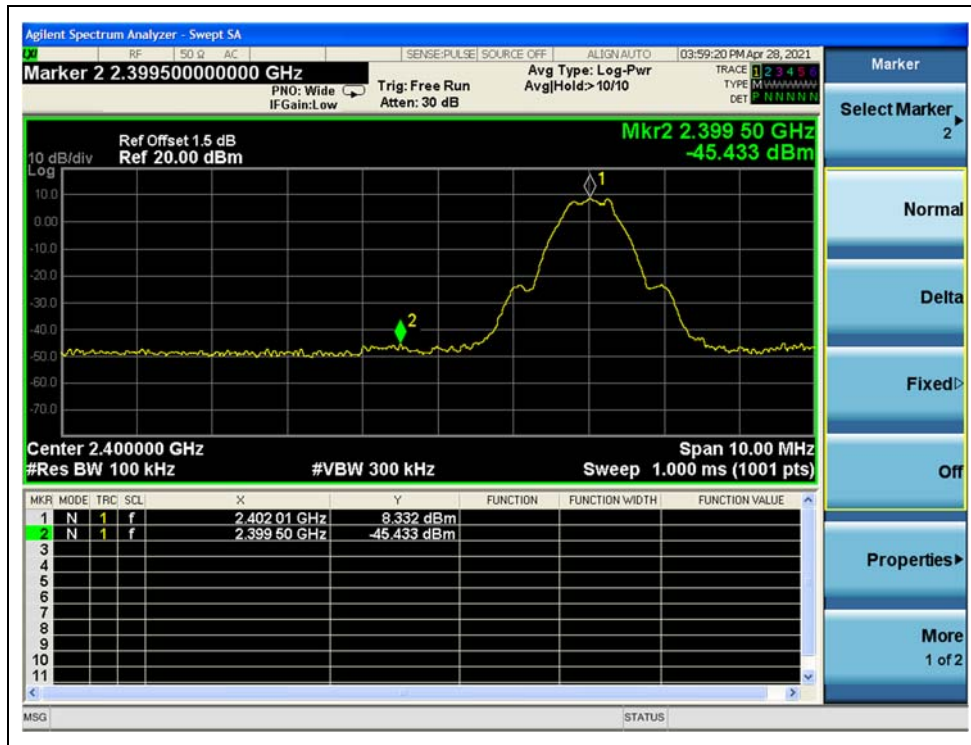 Agilent Spectrum Analyzer - Swept SA
LXI RF 50 Ω AC SENSE:PULSE SOURCE OFF ALIGN AUTO 03:59:20 PM Apr 28, 2021
Marker 2 2.399500000000 GHz
PNO: Wide
IFGain:Low
Trig: Free Run
Atten: 30 dB
Avg Type: Log-Pwr
Avg|Hold:> 10/10
TRACE 1 2 3 4 5 6
TYPE M W W W W W
DET P N N N N N
Ref Offset 1.5 dB
Ref 20.00 dBm
Mkr2 2.399 50 GHz
-45.433 dBm
10 dB/div
Log
10.0
0.00
-10.0
-20.0
-30.0
-40.0
-50.0
-60.0
-70.0
1
2
Center 2.400000 GHz
Span 10.00 MHz
#Res BW 100 kHz
#VBW 300 kHz
Sweep 1.000 ms (1001 pts)
MKR MODE TRC SCL X Y FUNCTION FUNCTION WIDTH FUNCTION VALUE
1 N 1 f 2.402 01 GHz 8.332 dBm
2 N 1 f 2.399 50 GHz -45.433 dBm
3
4
5
6
7
8
9
10
11
MSG
STATUS
Marker
Select Marker
2
Normal
Delta
Fixed
Off
Properties
More
1 of 2